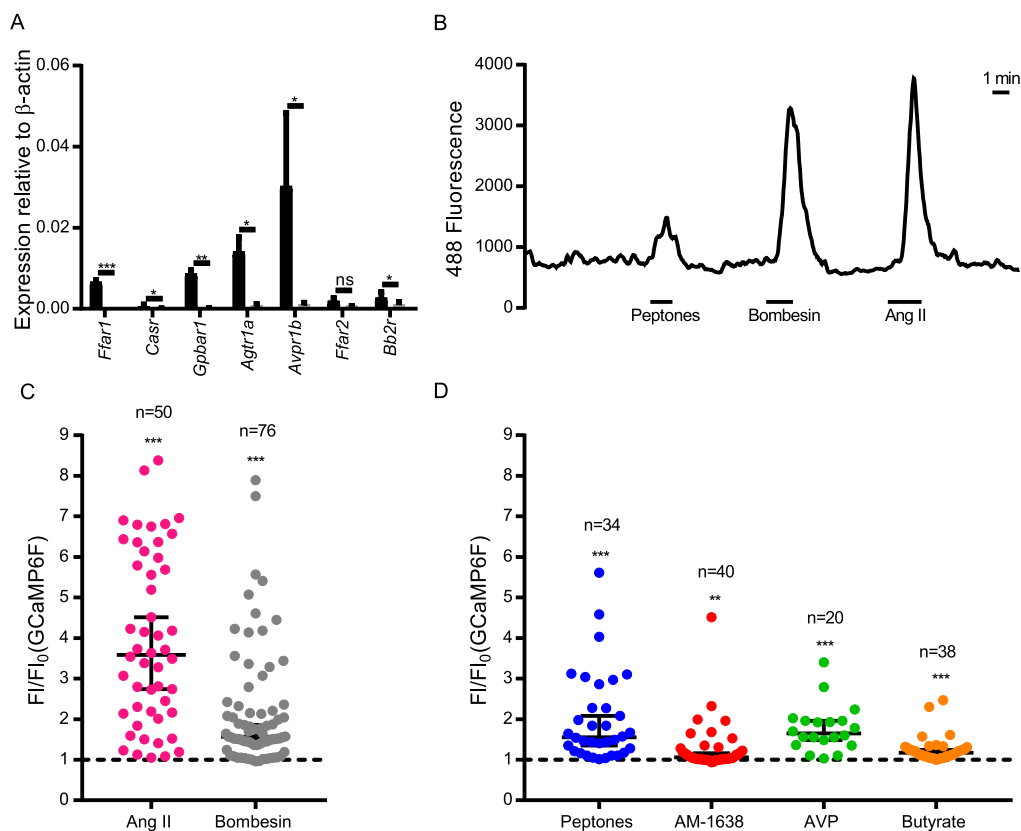 A
Expression relative to β-actin
0.06
0.04
0.02
0.00
***
*
**
*
*
ns
*
Ffar1
Casr
Gpbar1
Agtr1a
Avpr1b
Ffar2
Bb2r
B
488 Fluorescence
4000
3000
2000
1000
0
1 min
Peptones
Bombesin
Ang II
C
FI/FI0(GCaMP6F)
9
8
7
6
5
4
3
2
1
0
n=50
***
n=76
***
Ang II
Bombesin
D
FI/FI0(GCaMP6F)
9
8
7
6
5
4
3
2
1
0
n=34
***
n=40
**
n=20
***
n=38
***
Peptones
AM-1638
AVP
Butyrate